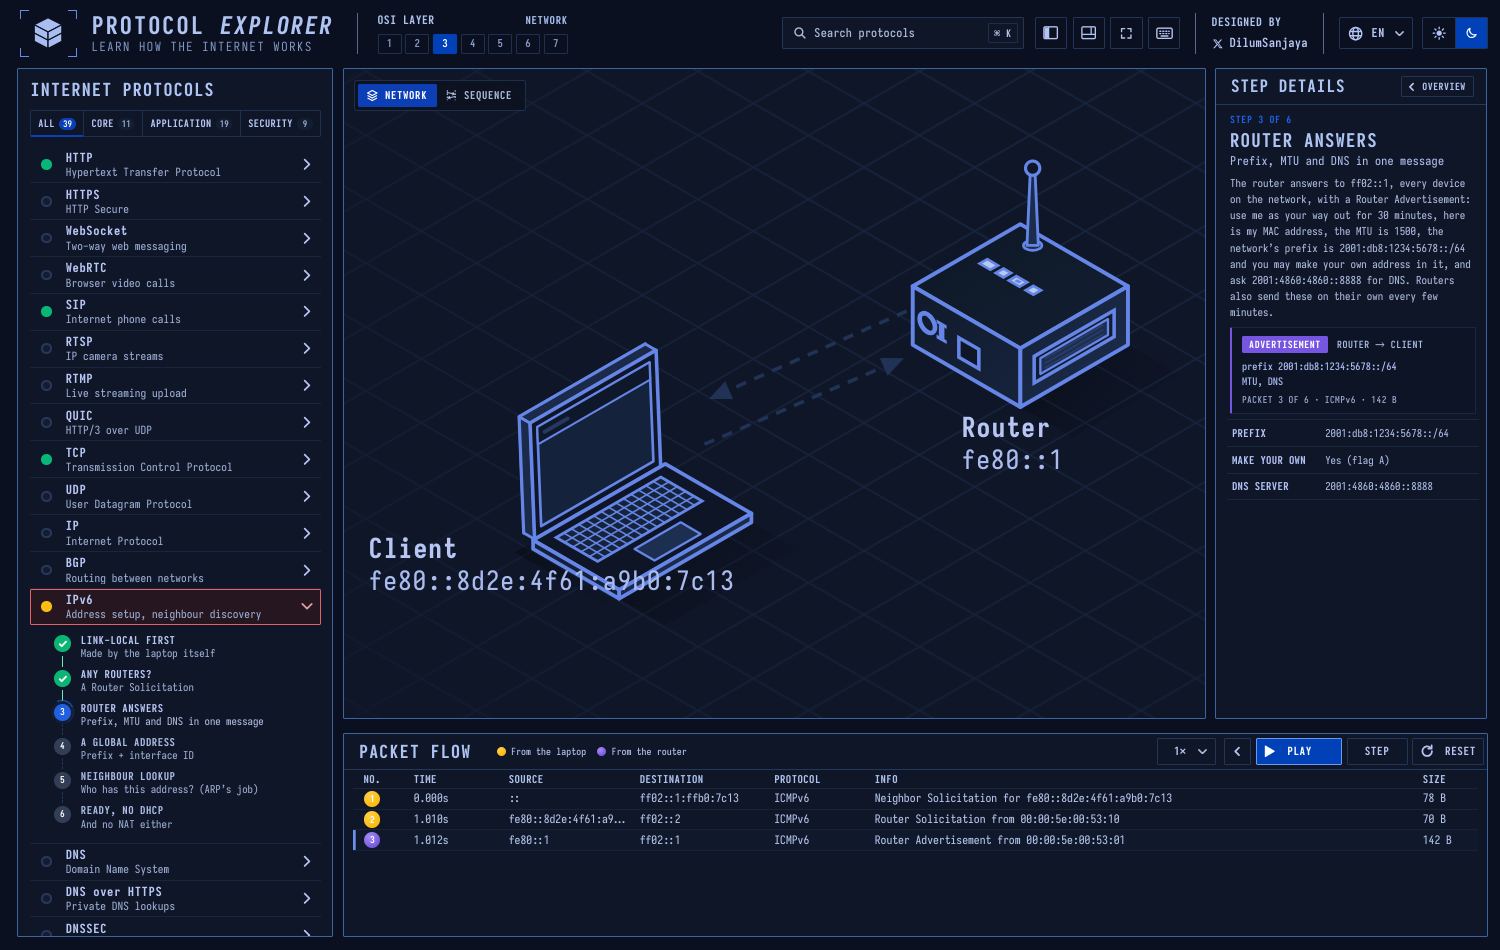 PROTOCOL EXPLORER
LEARN HOW THE INTERNET WORKS
OSI LAYER
NETWORK
1 2 3 4 5 6 7
Search protocols
⌘ K
DESIGNED BY
DilumSanjaya
EN
INTERNET PROTOCOLS
ALL 39 CORE 11 APPLICATION 19 SECURITY 9
HTTP
Hypertext Transfer Protocol
HTTPS
HTTP Secure
WebSocket
Two-way web messaging
WebRTC
Browser video calls
SIP
Internet phone calls
RTSP
IP camera streams
RTMP
Live streaming upload
QUIC
HTTP/3 over UDP
TCP
Transmission Control Protocol
UDP
User Datagram Protocol
IP
Internet Protocol
BGP
Routing between networks
IPv6
Address setup, neighbour discovery
LINK-LOCAL FIRST
Made by the laptop itself
ANY ROUTERS?
A Router Solicitation
3 ROUTER ANSWERS
Prefix, MTU and DNS in one message
4 A GLOBAL ADDRESS
Prefix + interface ID
5 NEIGHBOUR LOOKUP
Who has this address? (ARP's job)
6 READY, NO DHCP
And no NAT either
DNS
Domain Name System
DNS over HTTPS
Private DNS lookups
DNSSEC
NETWORK
SEQUENCE
Router
fe80::1
Client
fe80::8d2e:4f61:a9b0:7c13
STEP DETAILS
OVERVIEW
STEP 3 OF 6
ROUTER ANSWERS
Prefix, MTU and DNS in one message
The router answers to ff02::1, every device
on the network, with a Router Advertisement:
use me as your way out for 30 minutes, here
is my MAC address, the MTU is 1500, the
network's prefix is 2001:db8:1234:5678::/64
and you may make your own address in it, and
ask 2001:4860:4860::8888 for DNS. Routers
also send these on their own every few
minutes.
ADVERTISEMENT ROUTER → CLIENT
prefix 2001:db8:1234:5678::/64
MTU, DNS
PACKET 3 OF 6 · ICMPv6 · 142 B
PREFIX 2001:db8:1234:5678::/64
MAKE YOUR OWN Yes (flag A)
DNS SERVER 2001:4860:4860::8888
PACKET FLOW
From the laptop
From the router
1×
PLAY
STEP
RESET
NO. TIME SOURCE DESTINATION PROTOCOL INFO SIZE
1 0.000s :: ff02::1:ffb0:7c13 ICMPv6 Neighbor Solicitation for fe80::8d2e:4f61:a9b0:7c13 78 B
2 1.010s fe80::8d2e:4f61:a9... ff02::2 ICMPv6 Router Solicitation from 00:00:5e:00:53:10 70 B
3 1.012s fe80::1 ff02::1 ICMPv6 Router Advertisement from 00:00:5e:00:53:01 142 B